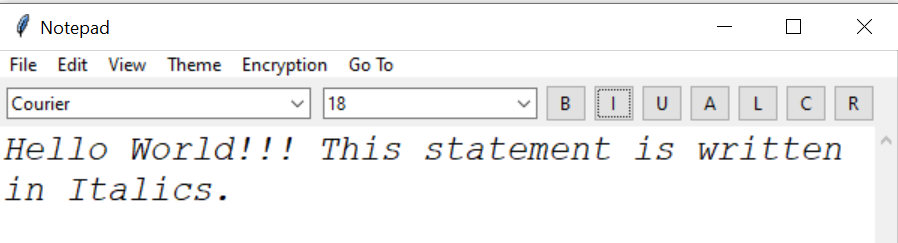 Notepad
File Edit View Theme Encryption Go To
Courier 18 B I U A L C R
Hello World!!! This statement is written
in Italics.